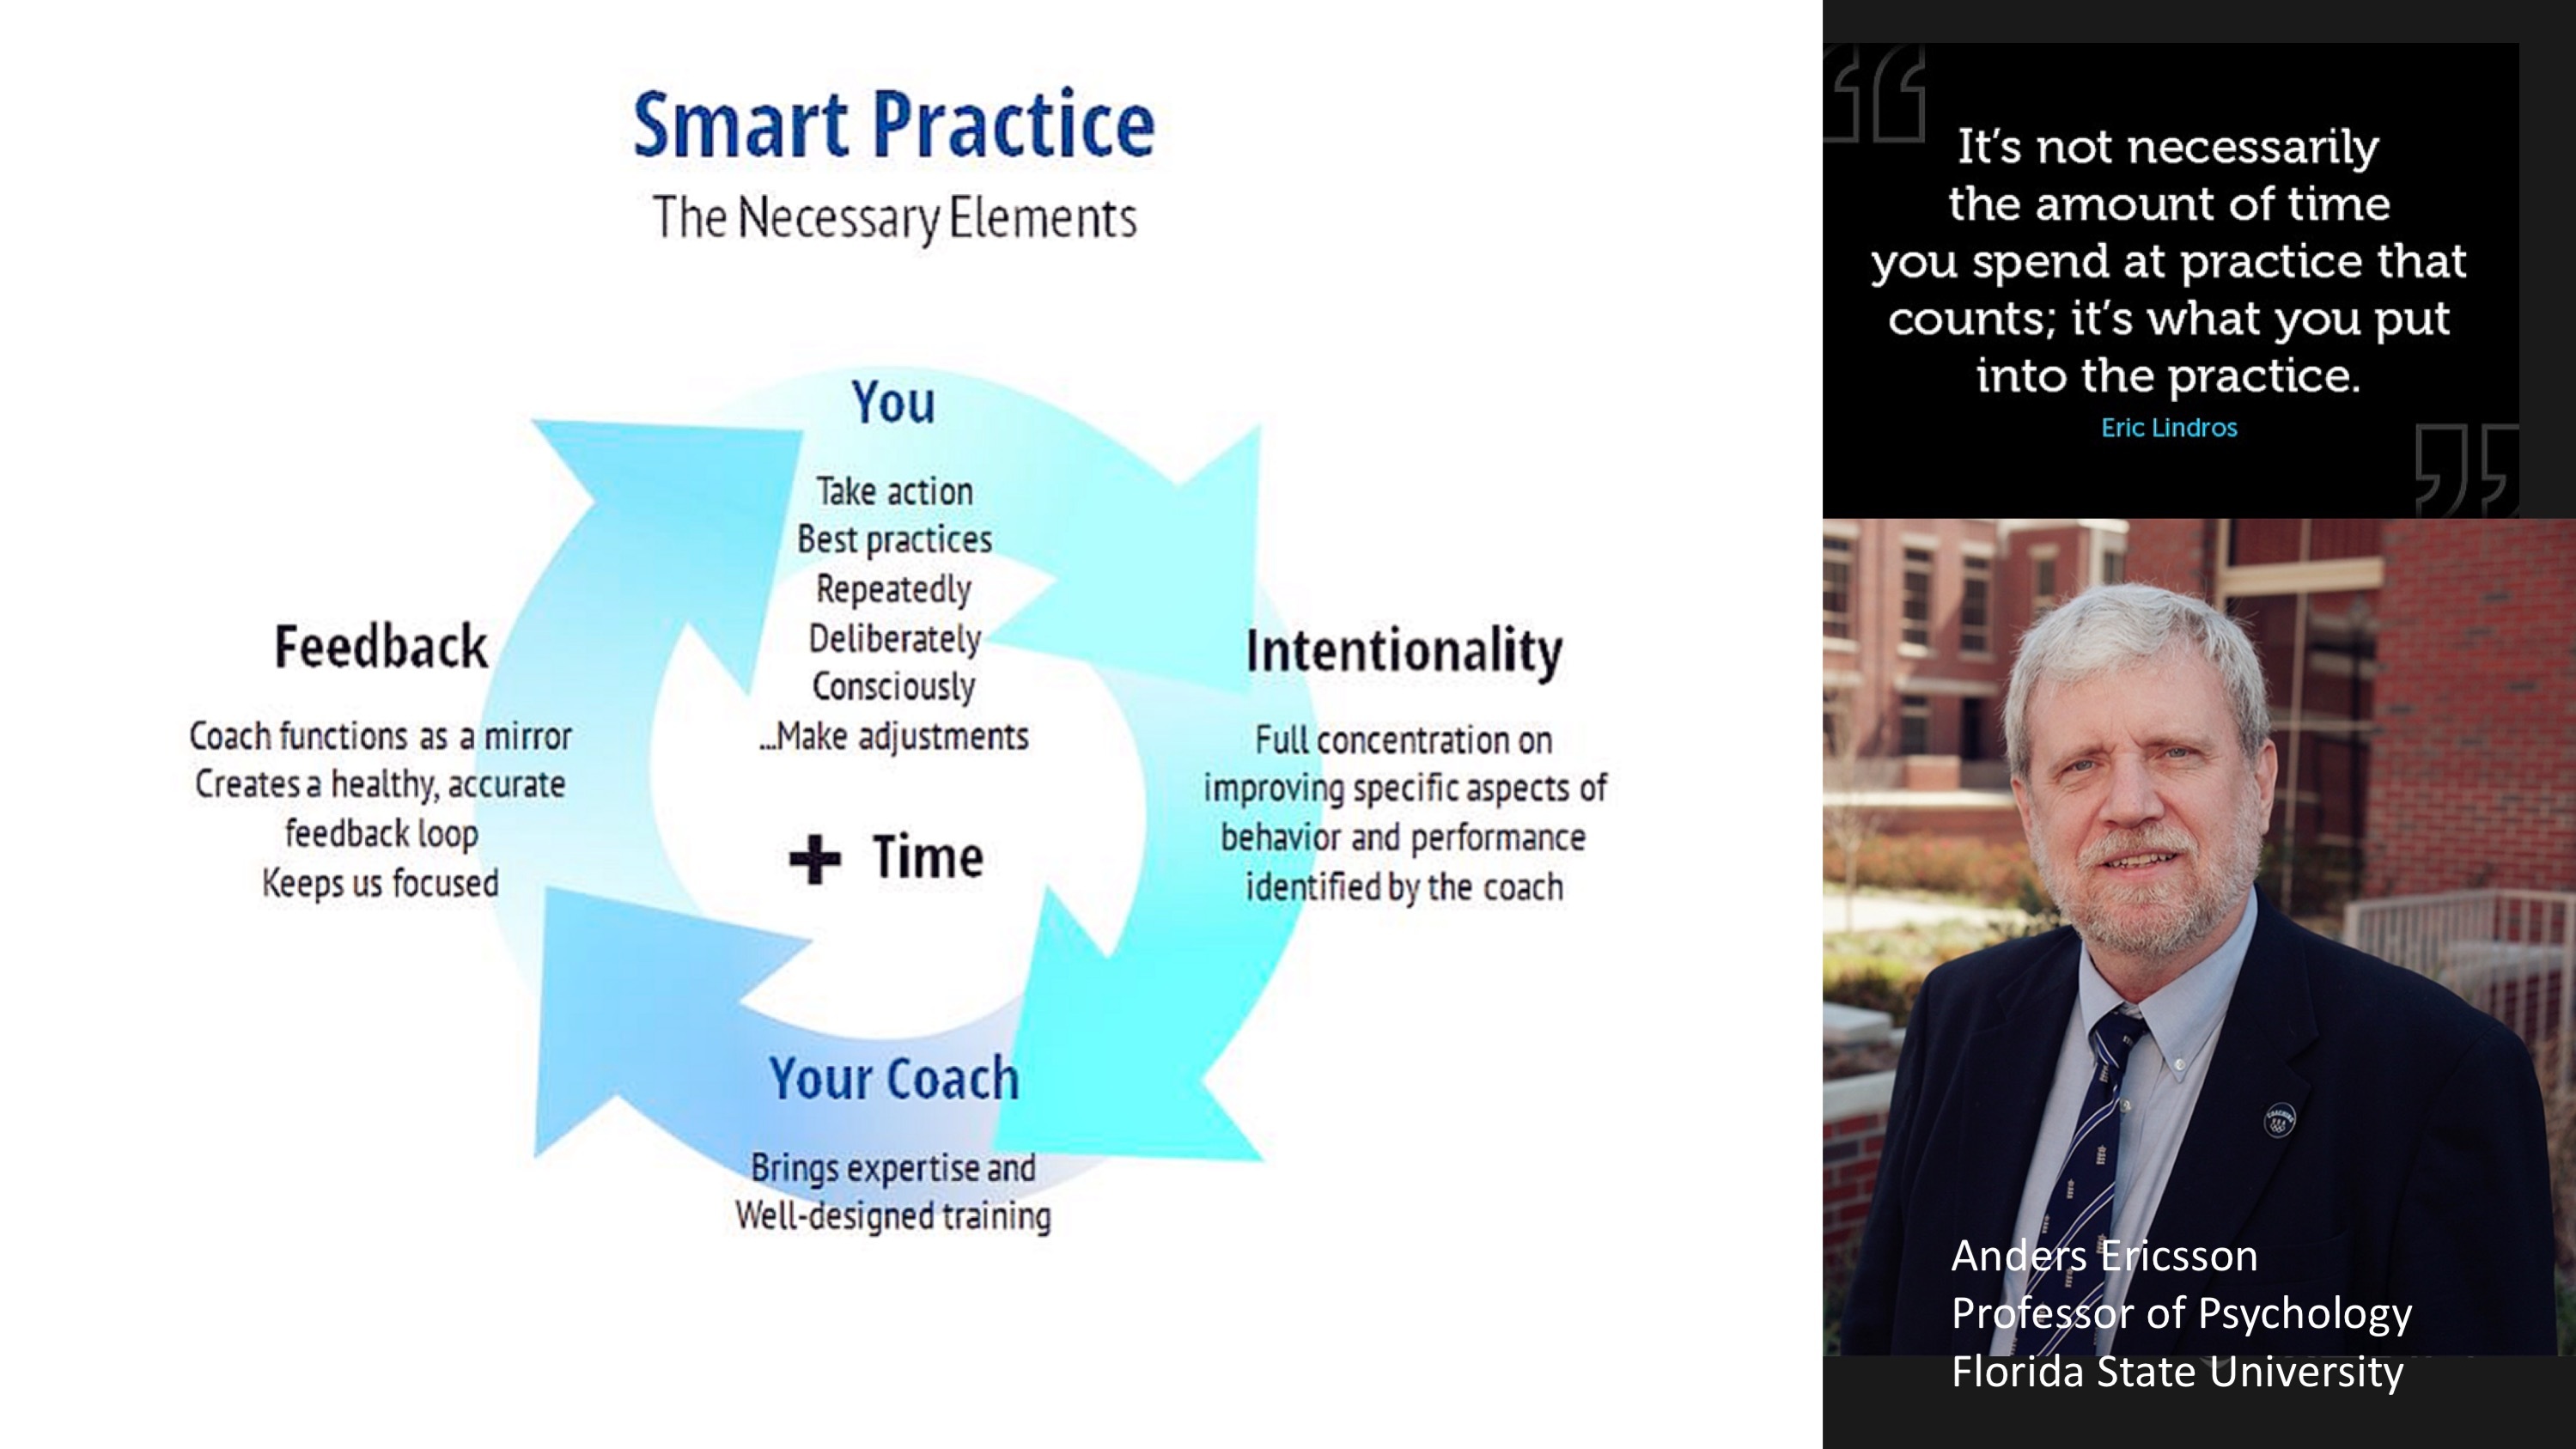 Smart Practice
The Necessary Elements
You
Take action
Best practices
Repeatedly
Deliberately
Consciously
...Make adjustments
+ Time
Feedback
Coach functions as a mirror
Creates a healthy, accurate
feedback loop
Keeps us focused
Intentionality
Full concentration on
improving specific aspects of
behavior and performance
identified by the coach
Your Coach
Brings expertise and
Well-designed training
“
It’s not necessarily
the amount of time
you spend at practice that
counts; it’s what you put
into the practice.
Eric Lindros
”
Anders Ericsson
Professor of Psychology
Florida State University